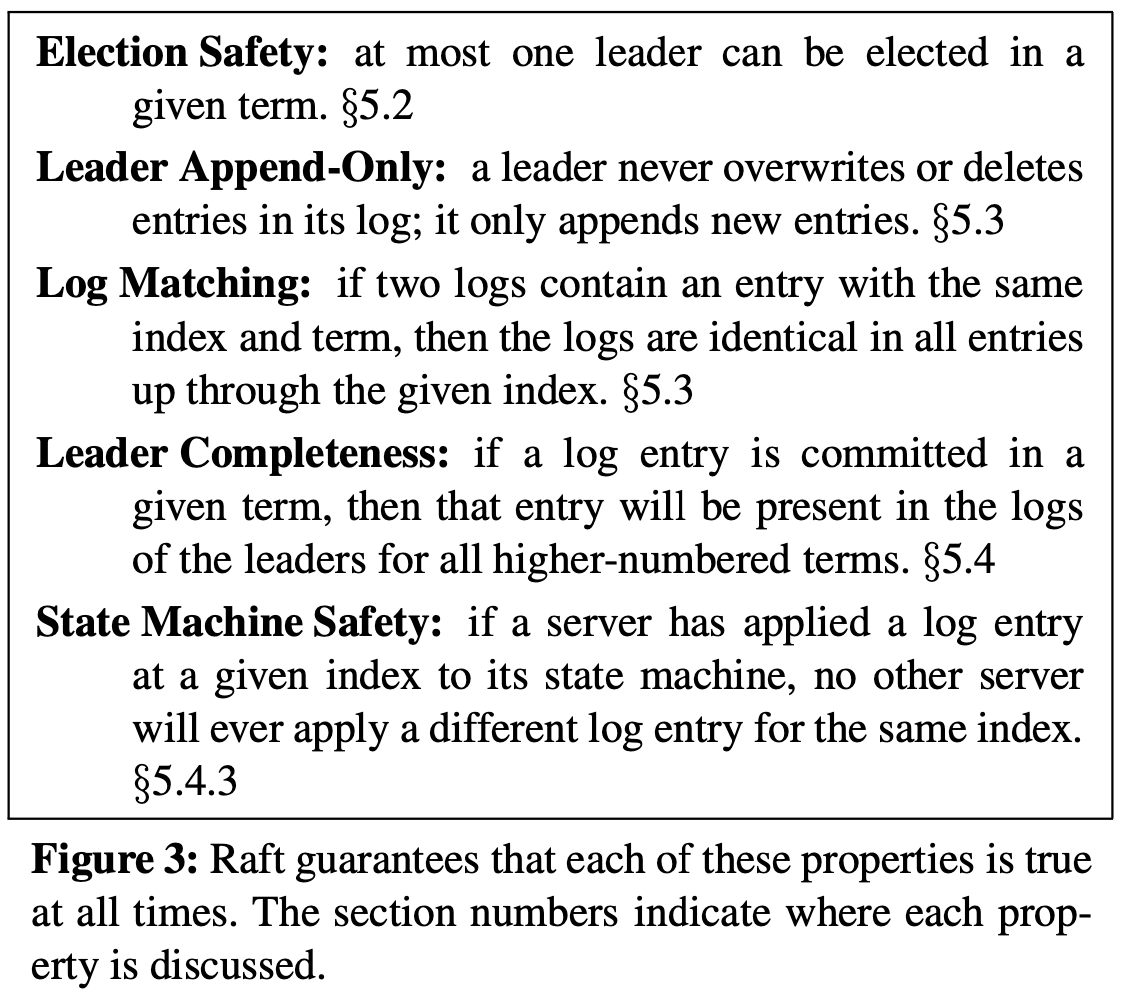 Election Safety: at most one leader can be elected in a
given term. §5.2
Leader Append-Only: a leader never overwrites or deletes
entries in its log; it only appends new entries. §5.3
Log Matching: if two logs contain an entry with the same
index and term, then the logs are identical in all entries
up through the given index. §5.3
Leader Completeness: if a log entry is committed in a
given term, then that entry will be present in the logs
of the leaders for all higher-numbered terms. §5.4
State Machine Safety: if a server has applied a log entry
at a given index to its state machine, no other server
will ever apply a different log entry for the same index.
§5.4.3
Figure 3: Raft guarantees that each of these properties is true
at all times. The section numbers indicate where each prop-
erty is discussed.